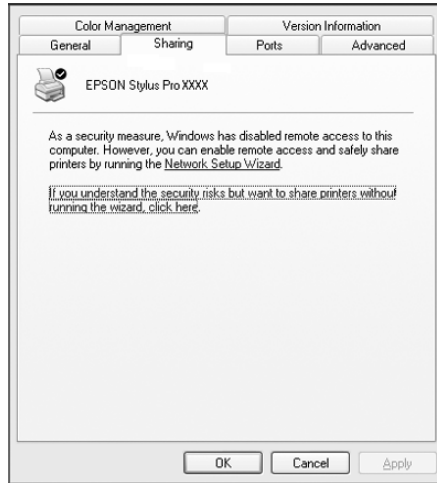 Color Management
Version Information
General
Sharing
Ports
Advanced
EPSON Stylus Pro XXXX
As a security measure, Windows has disabled remote access to this
computer. However, you can enable remote access and safely share
printers by running the Network Setup Wizard.
If you understand the security risks but want to share printers without
running the wizard, click here.
OK
Cancel
Apply